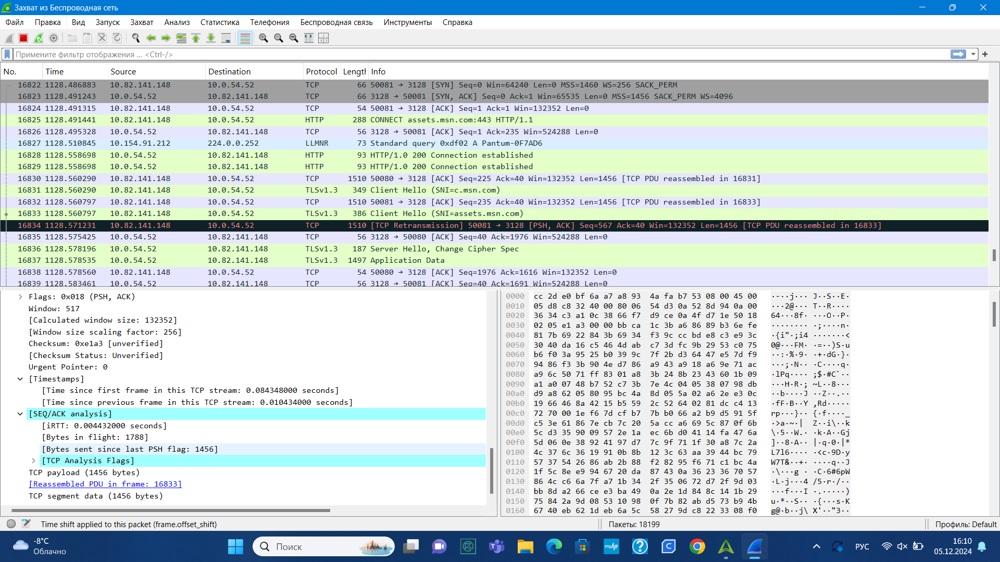 Захват из Беспроводная сеть
Файл Правка Вид Запуск Захват Анализ Статистика Телефония Беспроводная связь Инструменты Справка
Примените фильтр отображения ... <Ctrl-/>
No. Time Source Destination Protocol Length Info
16822 1128.486883 10.82.141.148 10.0.54.52 TCP 66 50081 → 3128 [SYN] Seq=0 Win=64240 Len=0 MSS=1460 WS=256 SACK_PERM
16823 1128.491243 10.0.54.52 10.82.141.148 TCP 66 3128 → 50081 [SYN, ACK] Seq=0 Ack=1 Win=65535 Len=0 MSS=1456 SACK_PERM WS=4096
16824 1128.491315 10.82.141.148 10.0.54.52 TCP 54 50081 → 3128 [ACK] Seq=1 Ack=1 Win=132352 Len=0
16825 1128.491441 10.82.141.148 10.0.54.52 HTTP 288 CONNECT assets.msn.com:443 HTTP/1.1
16826 1128.495328 10.0.54.52 10.82.141.148 TCP 56 3128 → 50081 [ACK] Seq=1 Ack=235 Win=524288 Len=0
16827 1128.510845 10.154.91.212 224.0.0.252 LLMNR 73 Standard query 0xdf02 A Pantum-0F7AD6
16828 1128.558698 10.0.54.52 10.82.141.148 HTTP 93 HTTP/1.0 200 Connection established
16829 1128.558698 10.0.54.52 10.82.141.148 HTTP 93 HTTP/1.0 200 Connection established
16830 1128.560290 10.82.141.148 10.0.54.52 TCP 1510 50080 → 3128 [ACK] Seq=225 Ack=40 Win=132352 Len=1456 [TCP PDU reassembled in 16831]
16831 1128.560290 10.82.141.148 10.0.54.52 TLSv1.3 349 Client Hello (SNI=c.msn.com)
16832 1128.560797 10.82.141.148 10.0.54.52 TCP 1510 50081 → 3128 [ACK] Seq=235 Ack=40 Win=132352 Len=1456 [TCP PDU reassembled in 16833]
16833 1128.560797 10.82.141.148 10.0.54.52 TLSv1.3 386 Client Hello (SNI=assets.msn.com)
16834 1128.571231 10.82.141.148 10.0.54.52 TCP 1510 [TCP Retransmission] 50081 → 3128 [PSH, ACK] Seq=567 Ack=40 Win=132352 Len=1456 [TCP PDU reassembled in 16833]
16835 1128.575425 10.0.54.52 10.82.141.148 TCP 56 3128 → 50080 [ACK] Seq=40 Ack=1976 Win=524288 Len=0
16836 1128.578196 10.0.54.52 10.82.141.148 TLSv1.3 187 Server Hello, Change Cipher Spec
16837 1128.578535 10.0.54.52 10.82.141.148 TLSv1.3 1497 Application Data
16838 1128.578560 10.82.141.148 10.0.54.52 TCP 54 50080 → 3128 [ACK] Seq=1976 Ack=1616 Win=132352 Len=0
16839 1128.583461 10.0.54.52 10.82.141.148 TCP 56 3128 → 50081 [ACK] Seq=40 Ack=1691 Win=524288 Len=0
Flags: 0x018 (PSH, ACK)
Window: 517
[Calculated window size: 132352]
[Window size scaling factor: 256]
Checksum: 0xe1a3 [unverified]
[Checksum Status: Unverified]
Urgent Pointer: 0
[Timestamps]
[Time since first frame in this TCP stream: 0.084348000 seconds]
[Time since previous frame in this TCP stream: 0.010434000 seconds]
[SEQ/ACK analysis]
[iRTT: 0.004432000 seconds]
[Bytes in flight: 1788]
[Bytes sent since last PSH flag: 1456]
[TCP Analysis Flags]
TCP payload (1456 bytes)
[Reassembled PDU in frame: 16833]
TCP segment data (1456 bytes)
0000 cc 2d e0 bf 6a a7 a8 93 4a fa b7 53 08 00 45 00 ·-··j··· J··S··E·
0010 05 d8 c8 32 40 00 80 06 54 d3 0a 52 8d 94 0a 00 ···2@··· T··R····
0020 36 34 c3 a1 0c 38 66 f7 d9 ce 0a 4f d7 1e 50 18 64···8f· ···O··P·
0030 02 05 e1 a3 00 00 bb ca 1c 3b a6 86 89 b3 6e fe ········ ·;····n·
0040 81 7b 69 22 84 3b 69 34 f3 9c cc bd e8 c3 e9 3c ·{i"·;i4 ·······<
0050 30 40 da 16 c5 46 4d ab c7 3d fc 9b 29 53 c0 75 0@···FM· ·=··)S·u
0060 b6 f0 3a 95 25 b0 39 9c 7f 2b d3 64 47 e5 7d f9 ··:·%·9· ·+·dG·}·
0070 94 86 f3 3b 90 4e d7 86 a9 43 a9 18 a6 9e 71 ac ···;·N·· ·C····q·
0080 a9 6c 50 71 ff 83 01 a8 3b 24 8b 23 43 60 1b 09 ·lPq···· ;$·#C`··
0090 a1 a0 07 48 b7 52 c7 3b 7e 4c 04 05 38 07 98 db ···H·R·; ~L··8···
00a0 d9 a8 62 05 80 95 bc 4a 8d 05 5a 02 a6 2e e3 0c ··b····J ··Z··.··
00b0 19 66 46 8a 42 15 b5 59 2c 52 64 02 81 dc c4 13 ·fF·B··Y ,Rd·····
00c0 72 70 00 1e f6 7d cf b7 7b b0 66 a2 b9 d5 91 5f rp···}·· {·f····_
00d0 c5 3e 61 86 7e cb 7c 20 5a cc a6 69 5c 87 0f 6b ·>a·~·| Z··i\··k
00e0 5c d3 35 90 09 57 2e 1a ec 6b d0 41 14 fa 47 6a \·5··W.· ·k·A··Gj
00f0 5d 06 0e 38 92 41 97 d7 7c 9f 71 1f 30 a8 7c 2a ]··8·A·· |·q·0·|*
0100 4c 37 6c 36 19 91 0b 8b 12 3c 63 aa 39 44 bc 79 L7l6···· ·<c·9D·y
0110 57 37 54 26 86 ab 2b 88 f2 82 95 f6 71 c1 bc 4a W7T&··+· ····q··J
0120 1f 5c 8e e9 94 67 20 da 87 43 0a 36 23 36 70 57 ·\···g · ·C·6#6pW
0130 86 4c c6 6a 7f a7 1b 34 2f 35 06 72 d7 2f 9d 03 ·L·j···4 /5·r·/··
0140 bb 8d a2 66 ce e3 ba 49 0a 2e 1d 84 8c 14 1b 29 ···f···I ·.·····)
0150 75 84 2a 9d 08 53 10 98 0f 7b 82 ab d5 73 b9 4b u·*··S·· ·{···s·K
0160 67 40 eb 62 1d eb 6a 5c 58 27 9d c8 22 33 08 f0 g@·b··j\ X'··"3··
Time shift applied to this packet (frame.offset_shift) Пакеты: 18199 Профиль: Default
-8°C
Облачно
Поиск
myhp
РУС
16:10
05.12.2024